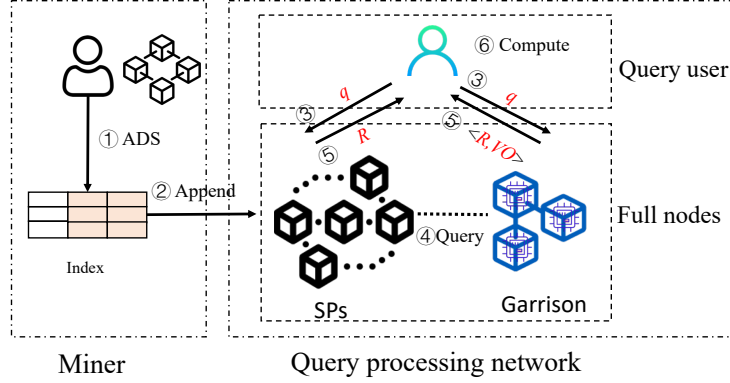 ⑥ Compute
Query user
③
q
③
q
① ADS
⑤
R
⑤
<R,VO>
② Append
④Query
Full nodes
Index
SPs
Garrison
Miner
Query processing network